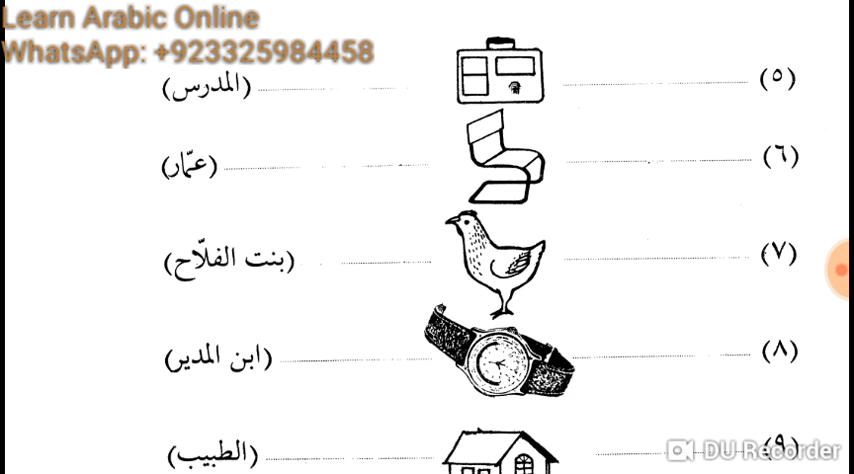 Learn Arabic Online
WhatsApp: +923325984458
(٥) (المدرس)
(٦) (عمّار)
(٧) (بنت الفلّاح)
(٨) (ابن المدير)
(٩) (الطبيب)
DU Recorder